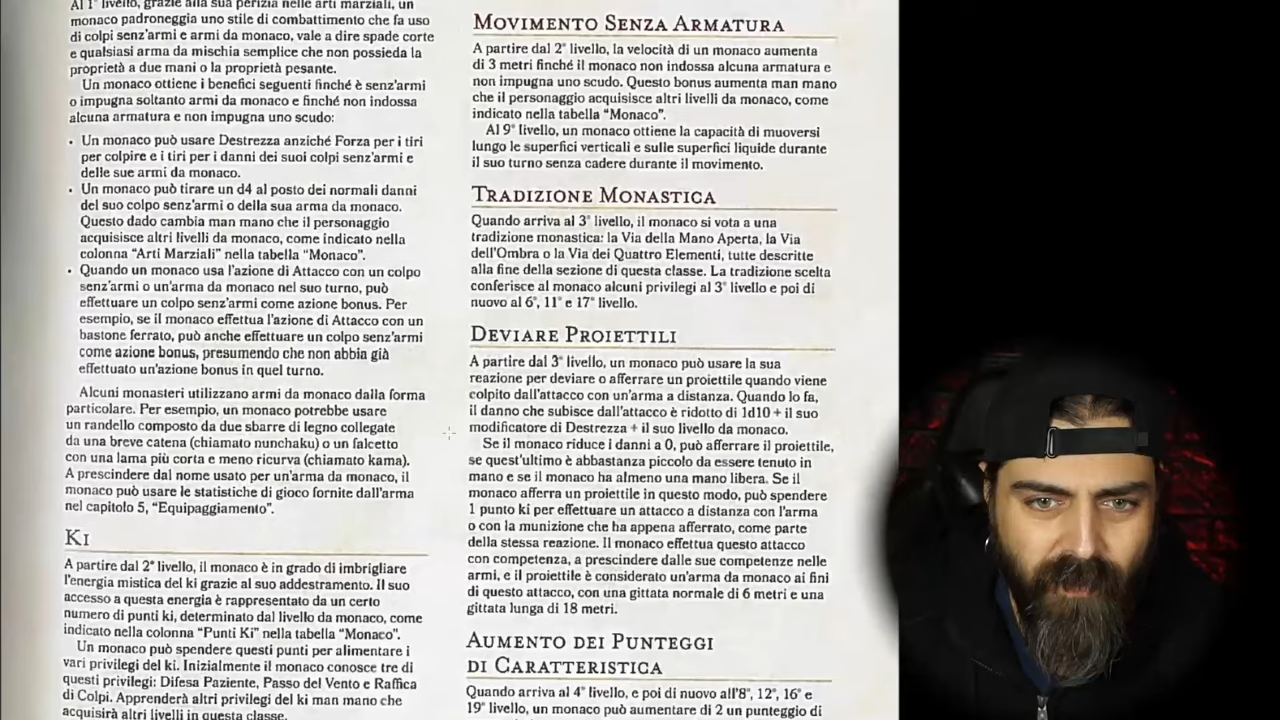 Al 1° livello, grazie alla sua perizia nelle arti marziali, un
monaco padroneggia uno stile di combattimento che fa uso
di colpi senz'armi e armi da monaco, vale a dire spade corte
e qualsiasi arma da mischia semplice che non possieda la
proprietà a due mani o la proprietà pesante.
Un monaco ottiene i benefici seguenti finché è senz'armi
o impugna soltanto armi da monaco e finché non indossa
alcuna armatura e non impugna uno scudo:
• Un monaco può usare Destrezza anziché Forza per i tiri
per colpire e i tiri per i danni dei suoi colpi senz'armi e
delle sue armi da monaco.
• Un monaco può tirare un d4 al posto dei normali danni
del suo colpo senz'armi o della sua arma da monaco.
Questo dado cambia man mano che il personaggio
acquisisce altri livelli da monaco, come indicato nella
colonna “Arti Marziali” nella tabella “Monaco”.
• Quando un monaco usa l'azione di Attacco con un colpo
senz'armi o un'arma da monaco nel suo turno, può
effettuare un colpo senz'armi come azione bonus. Per
esempio, se il monaco effettua l'azione di Attacco con un
bastone ferrato, può anche effettuare un colpo senz'armi
come azione bonus, presumendo che non abbia già
effettuato un'azione bonus in quel turno.
Alcuni monasteri utilizzano armi da monaco dalla forma
particolare. Per esempio, un monaco potrebbe usare
un randello composto da due sbarre di legno collegate
da una breve catena (chiamato nunchaku) o un falcetto
con una lama più corta e meno ricurva (chiamato kama).
A prescindere dal nome usato per un'arma da monaco, il
monaco può usare le statistiche di gioco fornite dall'arma
nel capitolo 5, “Equipaggiamento”.
Ki
A partire dal 2° livello, il monaco è in grado di imbrigliare
l'energia mistica del ki grazie al suo addestramento. Il suo
accesso a questa energia è rappresentato da un certo
numero di punti ki, determinato dal livello da monaco, come
indicato nella colonna “Punti Ki” nella tabella “Monaco”.
Un monaco può spendere questi punti per alimentare i
vari privilegi del ki. Inizialmente il monaco conosce tre di
questi privilegi: Difesa Paziente, Passo del Vento e Raffica
di Colpi. Apprenderà altri privilegi del ki man mano che
acquisirà altri livelli in questa classe.
Movimento Senza Armatura
A partire dal 2° livello, la velocità di un monaco aumenta
di 3 metri finché il monaco non indossa alcuna armatura e
non impugna uno scudo. Questo bonus aumenta man mano
che il personaggio acquisisce altri livelli da monaco, come
indicato nella tabella “Monaco”.
Al 9° livello, un monaco ottiene la capacità di muoversi
lungo le superfici verticali e sulle superfici liquide durante
il suo turno senza cadere durante il movimento.
Tradizione Monastica
Quando arriva al 3° livello, il monaco si vota a una
tradizione monastica: la Via della Mano Aperta, la Via
dell'Ombra o la Via dei Quattro Elementi, tutte descritte
alla fine della sezione di questa classe. La tradizione scelta
conferisce al monaco alcuni privilegi al 3° livello e poi di
nuovo al 6°, 11° e 17° livello.
Deviare Proiettili
A partire dal 3° livello, un monaco può usare la sua
reazione per deviare o afferrare un proiettile quando viene
colpito dall'attacco con un'arma a distanza. Quando lo fa,
il danno che subisce dall'attacco è ridotto di 1d10 + il suo
modificatore di Destrezza + il suo livello da monaco.
Se il monaco riduce i danni a 0, può afferrare il proiettile,
se quest'ultimo è abbastanza piccolo da essere tenuto in
mano e se il monaco ha almeno una mano libera. Se il
monaco afferra un proiettile in questo modo, può spendere
1 punto ki per effettuare un attacco a distanza con l'arma
o con la munizione che ha appena afferrato, come parte
della stessa reazione. Il monaco effettua questo attacco
con competenza, a prescindere dalle sue competenze nelle
armi, e il proiettile è considerato un'arma da monaco ai fini
di questo attacco, con una gittata normale di 6 metri e una
gittata lunga di 18 metri.
Aumento dei Punteggi
di Caratteristica
Quando arriva al 4° livello, e poi di nuovo all'8°, 12°, 16° e
19° livello, un monaco può aumentare di 2 un punteggio di